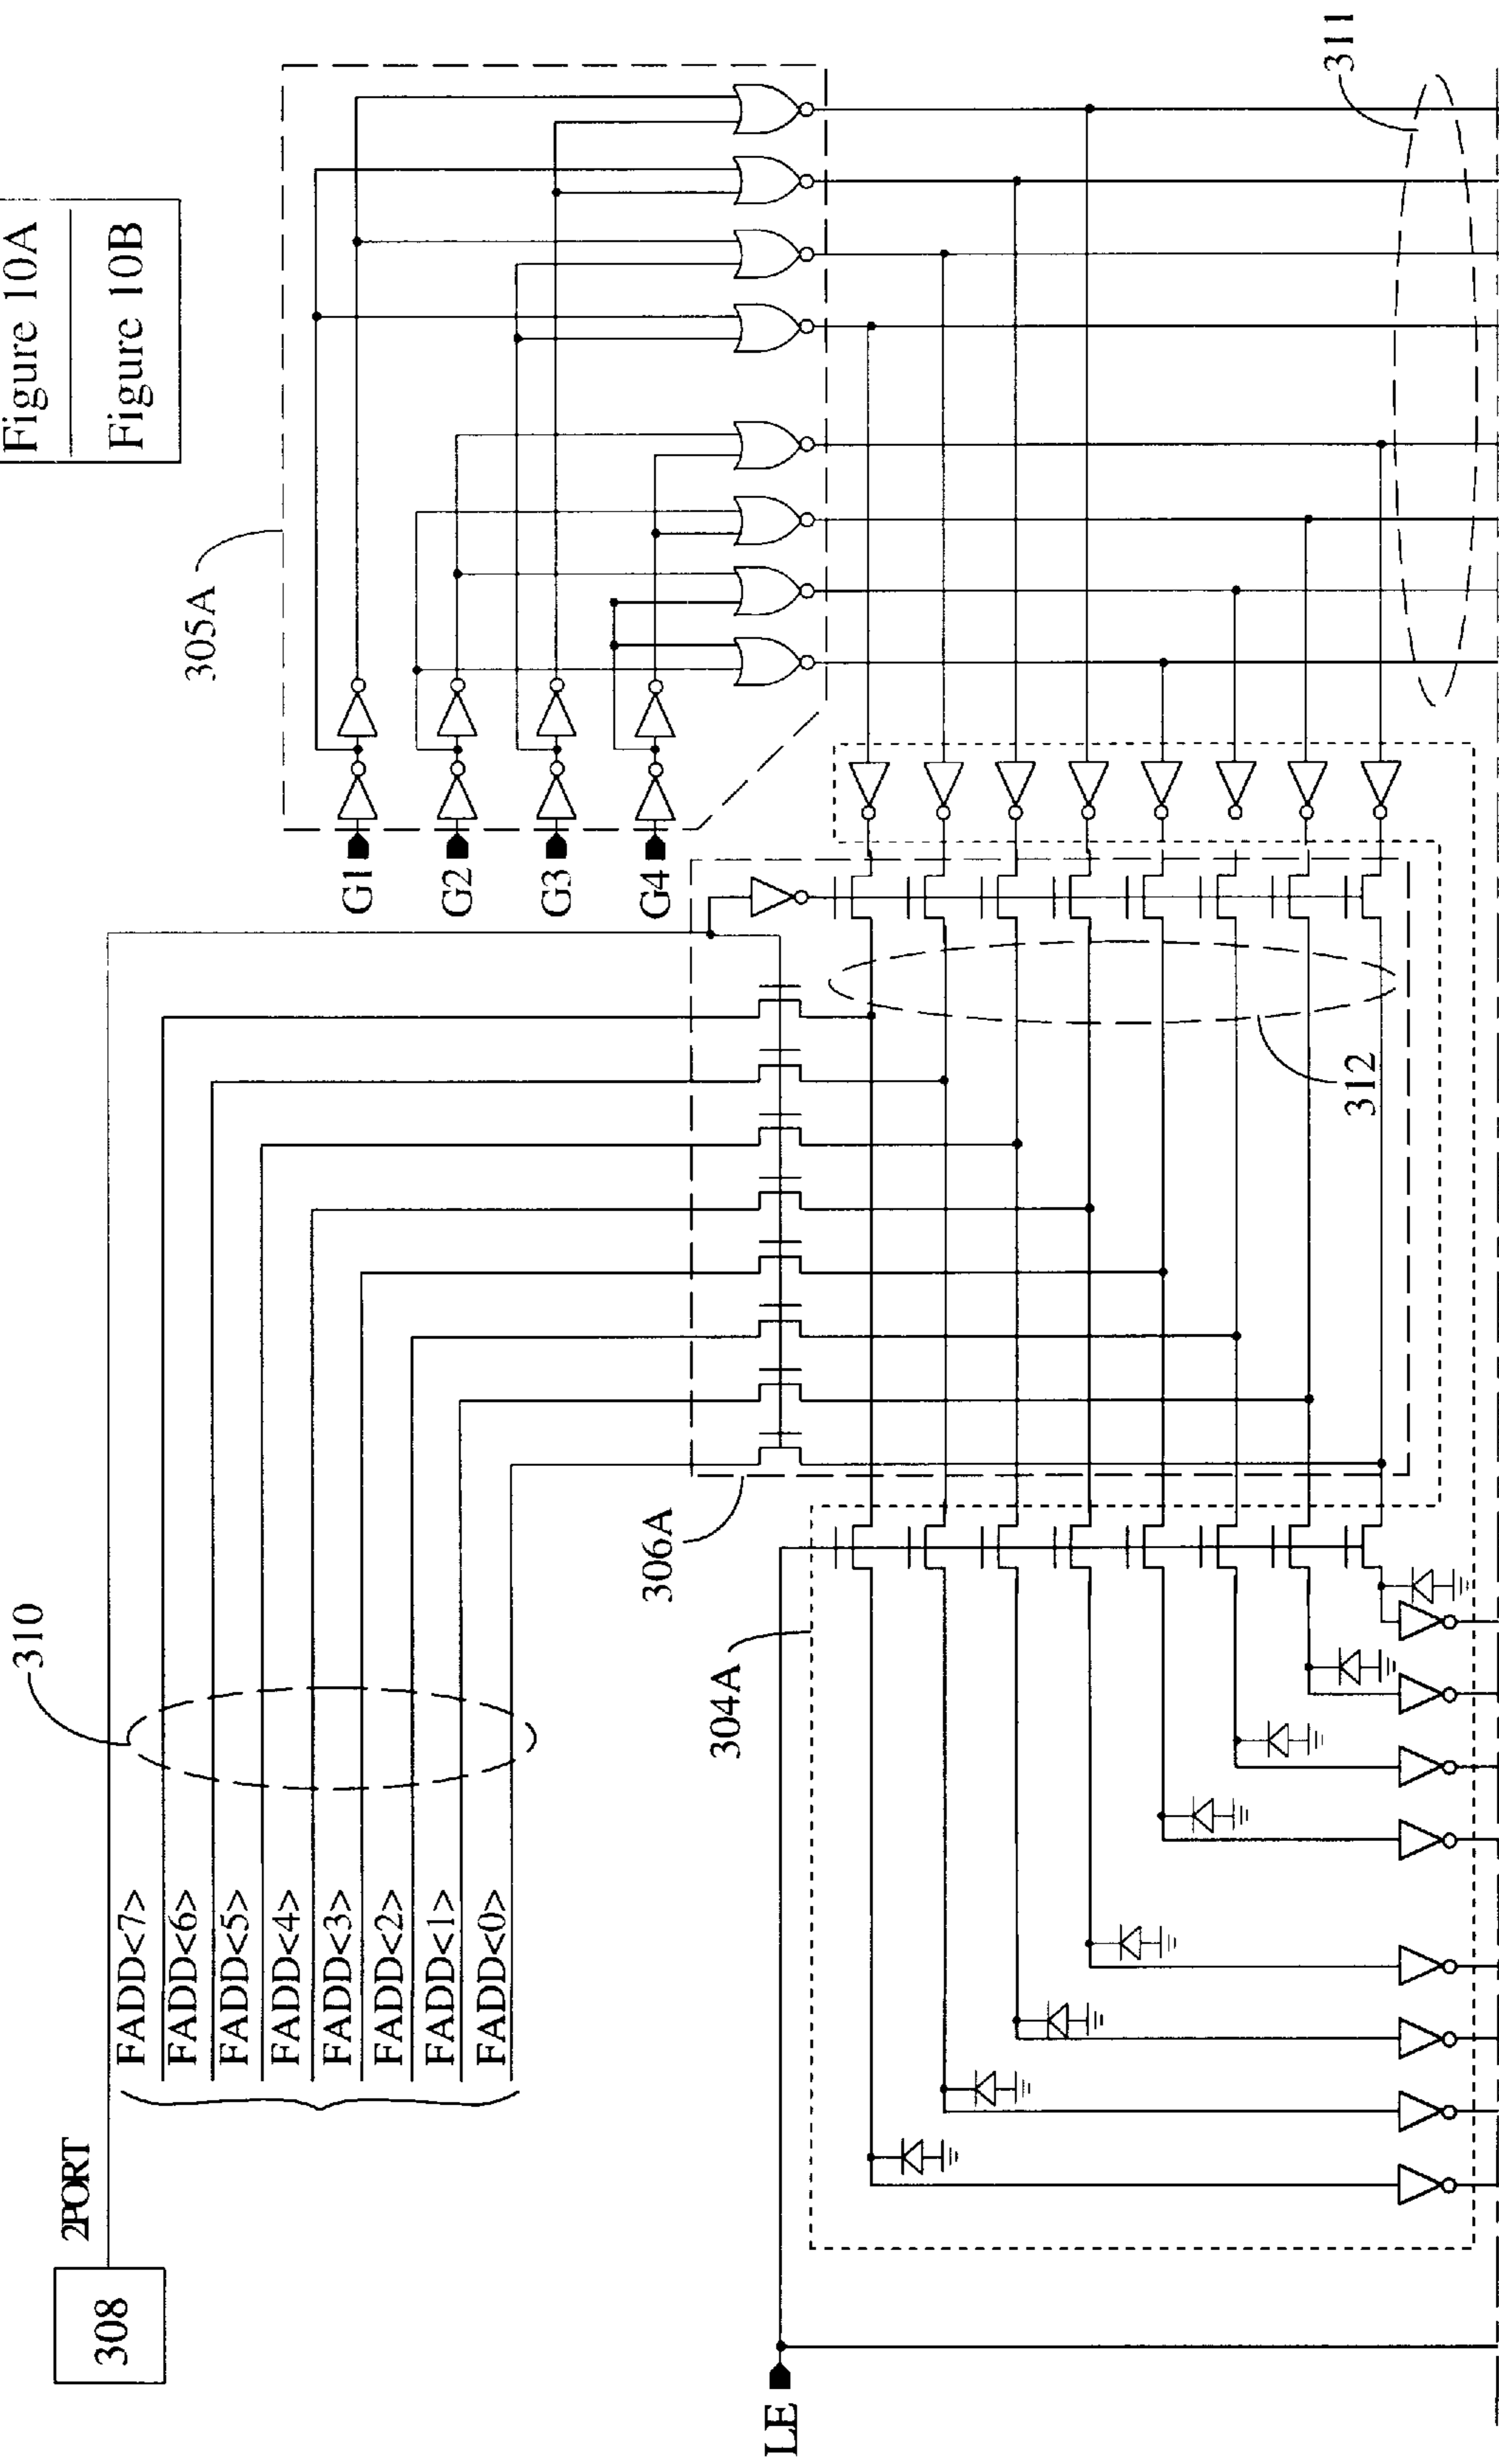 Figure 10A
Figure 10B
305A
G1
G2
G3
G4
311
310
2PORT
308
FADD<7>
FADD<6>
FADD<5>
FADD<4>
FADD<3>
FADD<2>
FADD<1>
FADD<0>
306A
312
304A
LE